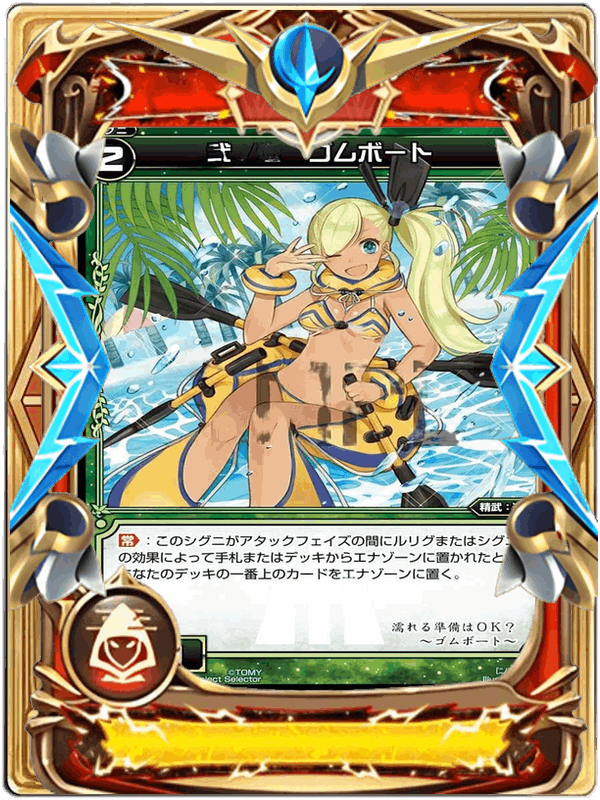 2
ゴムボート
精武:
常:このシグニがアタックフェイズの間にルリグまたはシグ
の効果によって手札またはデッキからエナゾーンに置かれたと
なたのデッキの一番上のカードをエナゾーンに置く。
濡れる準備はOK?
〜ゴムボート〜
©TOMY
ject Selector
Illu